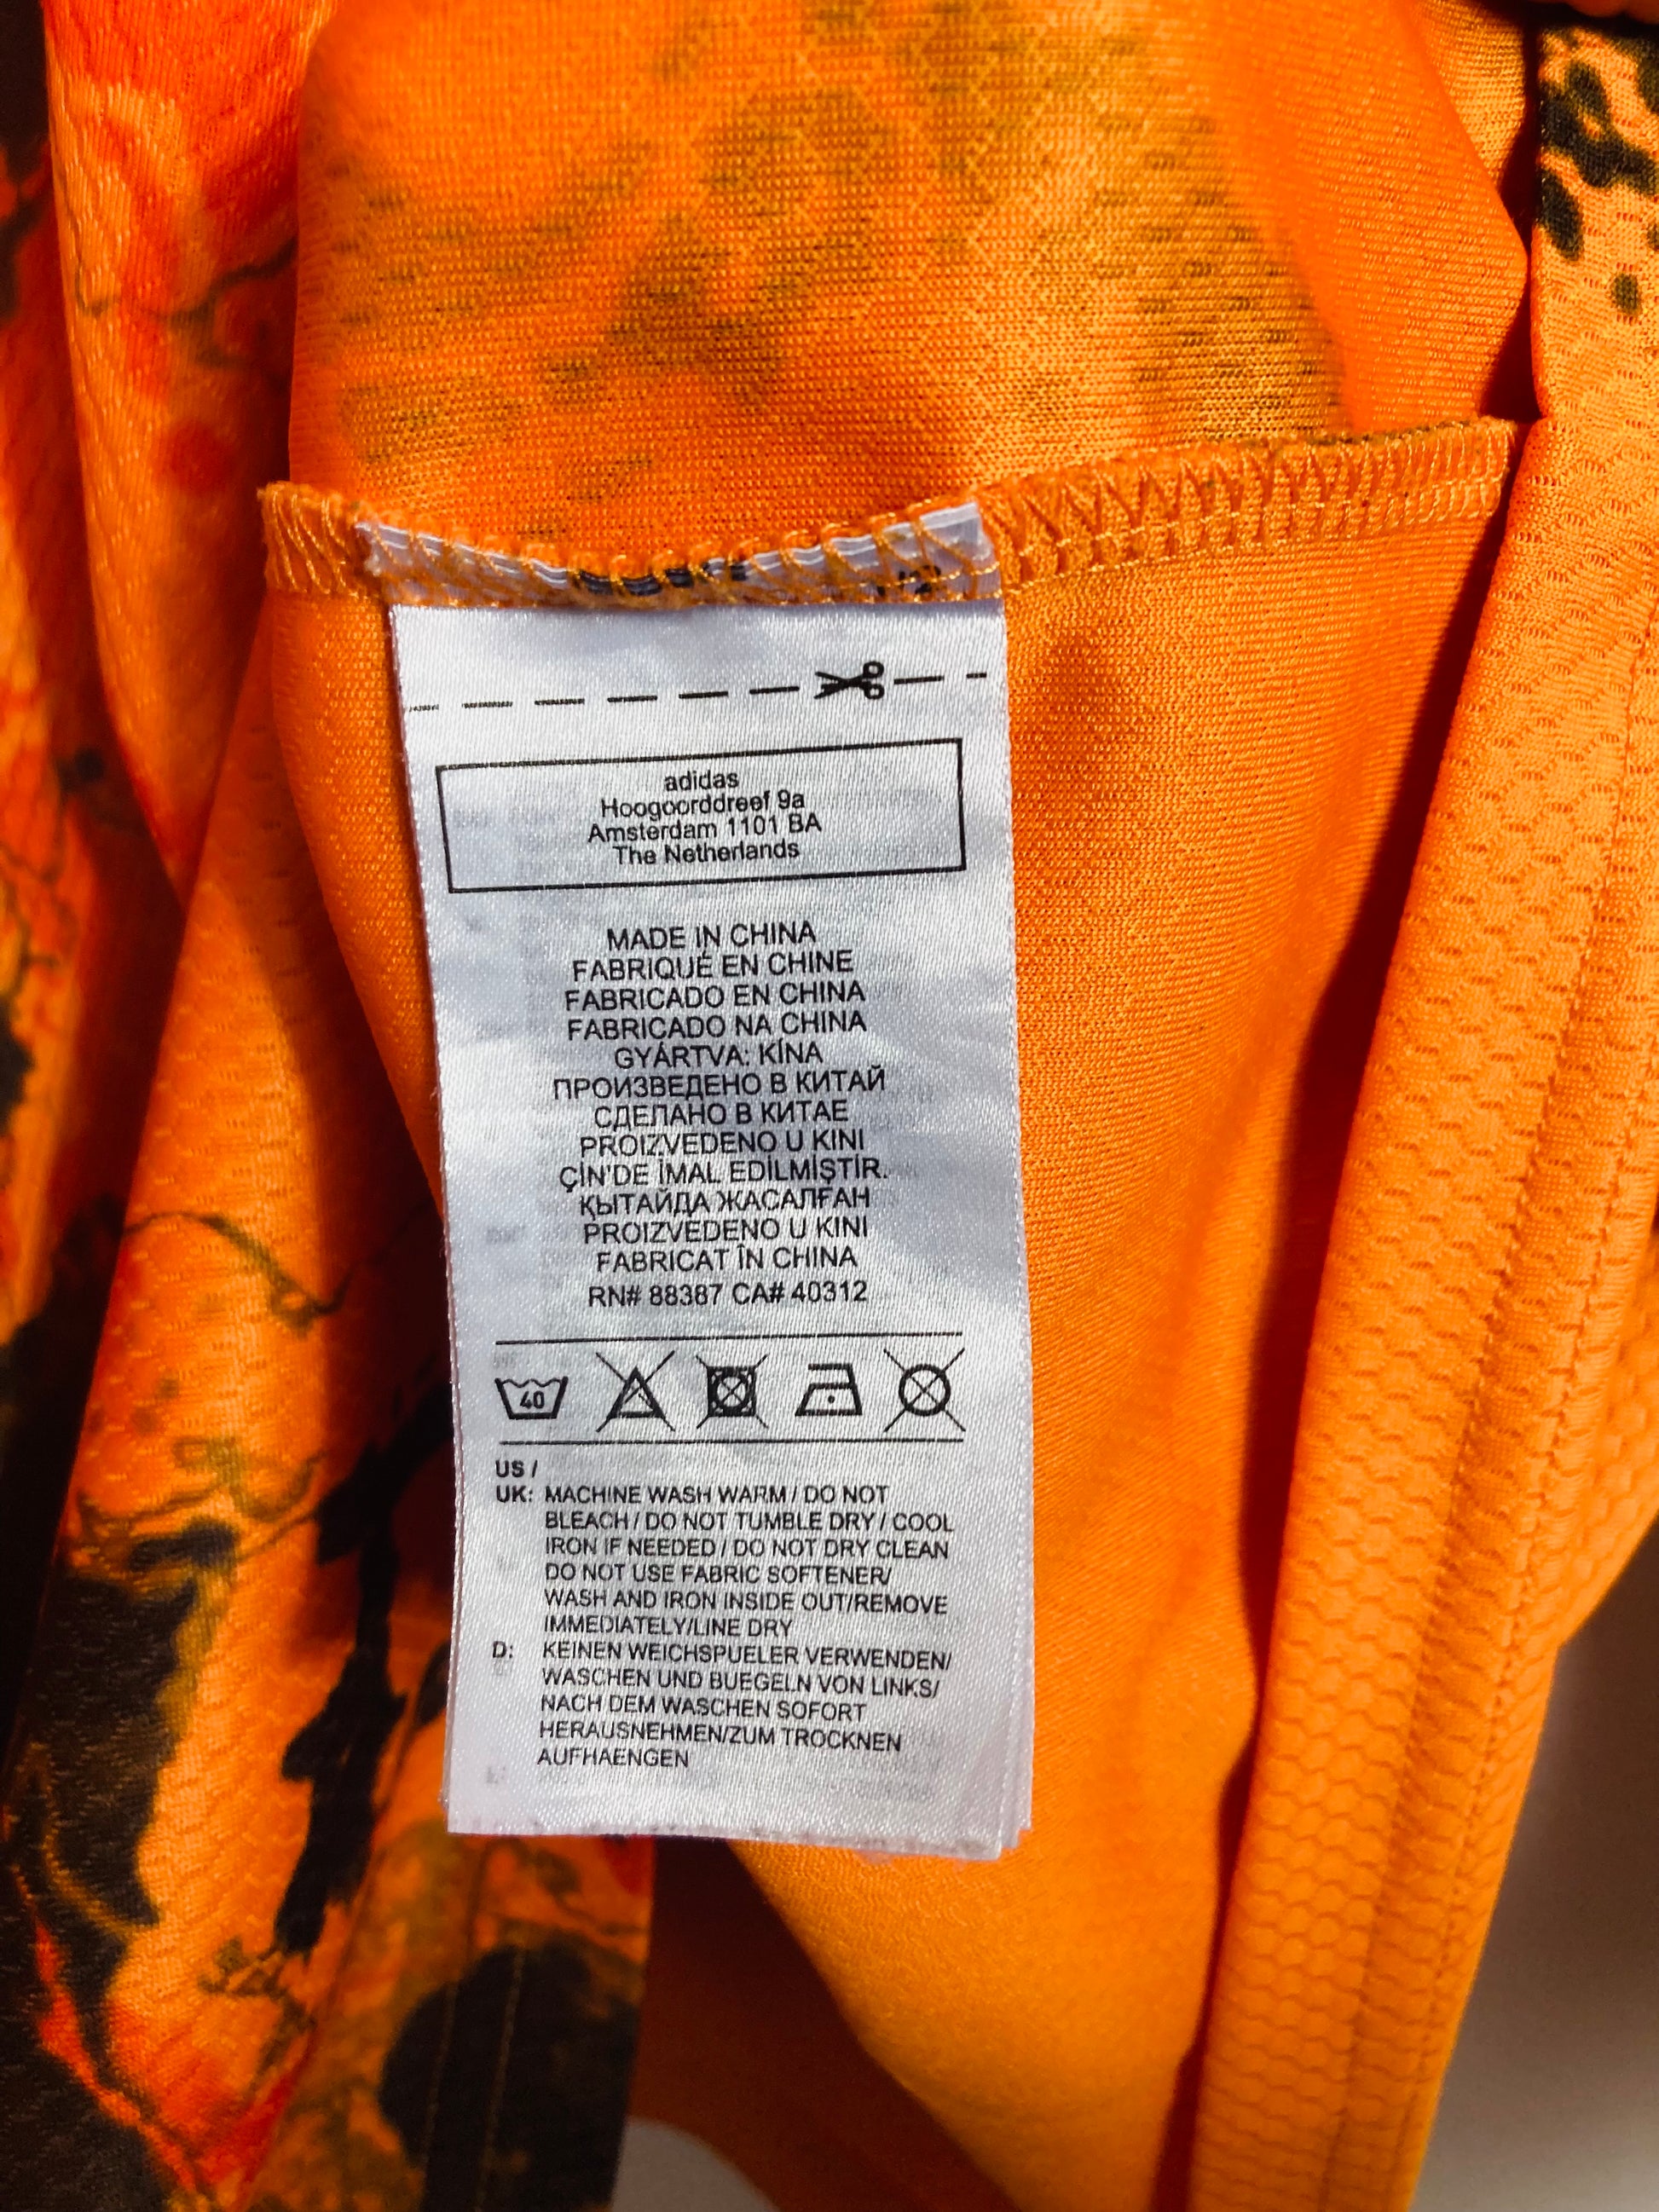 adidas
Hoogoorddreef 9a
Amsterdam 1101 BA
The Netherlands
MADE IN CHINA
FABRIQUÉ EN CHINE
FABRICADO EN CHINA
FABRICADO NA CHINA
GYÁRTVA: KÍNA
ПРОИЗВЕДЕНО В КИТАЙ
СДЕЛАНО В КИТАЕ
PROIZVEDENO U KINI
ÇİN'DE İMAL EDİLMİŞTİR.
ҚЫТАЙДА ЖАСАЛҒАН
PROIZVEDENO U KINI
FABRICAT ÎN CHINA
RN# 88387 CA# 40312
40
US /
UK: MACHINE WASH WARM / DO NOT
BLEACH / DO NOT TUMBLE DRY / COOL
IRON IF NEEDED / DO NOT DRY CLEAN
DO NOT USE FABRIC SOFTENER/
WASH AND IRON INSIDE OUT/REMOVE
IMMEDIATELY/LINE DRY
D: KEINEN WEICHSPUELER VERWENDEN/
WASCHEN UND BUEGELN VON LINKS/
NACH DEM WASCHEN SOFORT
HERAUSNEHMEN/ZUM TROCKNEN
AUFHAENGEN